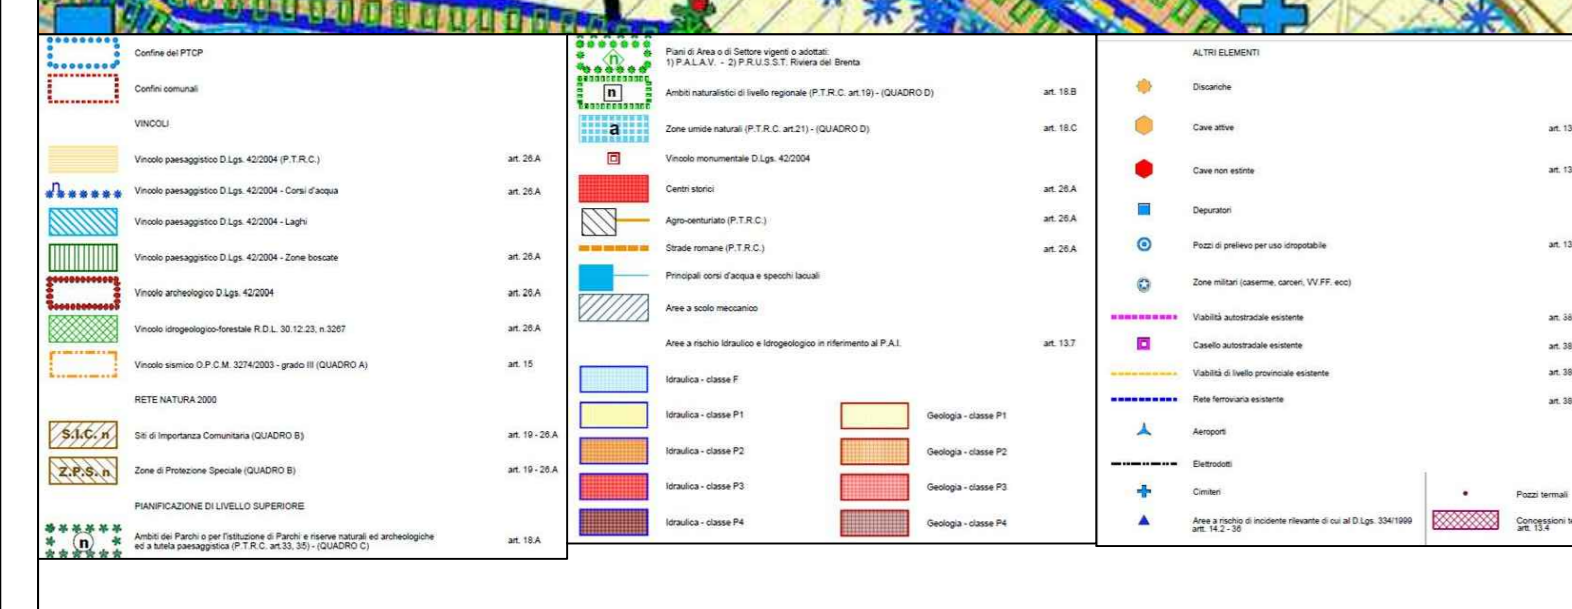 Confine del PTCP
Confini comunali
VINCOLI
Vincolo paesaggistico D.Lgs. 42/2004 (P.T.R.C.) art. 26.A
n
Vincolo paesaggistico D.Lgs. 42/2004 - Corsi d'acqua art. 26.A
Vincolo paesaggistico D.Lgs. 42/2004 - Laghi
Vincolo paesaggistico D.Lgs. 42/2004 - Zone boscate art. 26.A
Vincolo archeologico D.Lgs. 42/2004 art. 26.A
Vincolo idrogeologico-forestale R.D.L. 30.12.23, n.3267 art. 26.A
Vincolo sismico O.P.C.M. 3274/2003 - grado III (QUADRO A) art. 15
RETE NATURA 2000
S.I.C. n Siti di Importanza Comunitaria (QUADRO B) art. 19 - 26.A
Z.P.S. n Zone di Protezione Speciale (QUADRO B) art. 19 - 26.A
PIANIFICAZIONE DI LIVELLO SUPERIORE
n Ambiti dei Parchi o per l'istituzione di Parchi e riserve naturali ed archeologiche
ed a tutela paesaggistica (P.T.R.C. art.33, 35) - (QUADRO C) art. 18.A
n Piani di Area o di Settore vigenti o adottati:
1) P.A.L.A.V. - 2) P.R.U.S.S.T. Riviera del Brenta
n Ambiti naturalistici di livello regionale (P.T.R.C. art.19) - (QUADRO D) art. 18.B
a Zone umide naturali (P.T.R.C. art.21) - (QUADRO D) art. 18.C
Vincolo monumentale D.Lgs. 42/2004
Centri storici art. 26.A
Agro-centuriato (P.T.R.C.) art. 26.A
Strade romane (P.T.R.C.) art. 26.A
Principali corsi d'acqua e specchi lacuali
Aree a scolo meccanico
Aree a rischio Idraulico e Idrogeologico in riferimento al P.A.I. art. 13.7
Idraulica - classe F
Idraulica - classe P1 Geologia - classe P1
Idraulica - classe P2 Geologia - classe P2
Idraulica - classe P3 Geologia - classe P3
Idraulica - classe P4 Geologia - classe P4
ALTRI ELEMENTI
Discariche
Cave attive art. 13
Cave non estinte art. 13
Depuratori
Pozzi di prelievo per uso idropotabile art. 13
Zone militari (caserme, carceri, VV.FF. ecc)
Viabilità autostradale esistente art. 38
Casello autostradale esistente art. 38
Viabilità di livello provinciale esistente art. 38
Rete ferroviaria esistente art. 38
Aeroporti
Elettrodotti
Cimiteri
Aree a rischio di incidente rilevante di cui al D.Lgs. 334/1999
artt. 14.2 - 36
Pozzi termali
Concessioni te
artt. 13.4